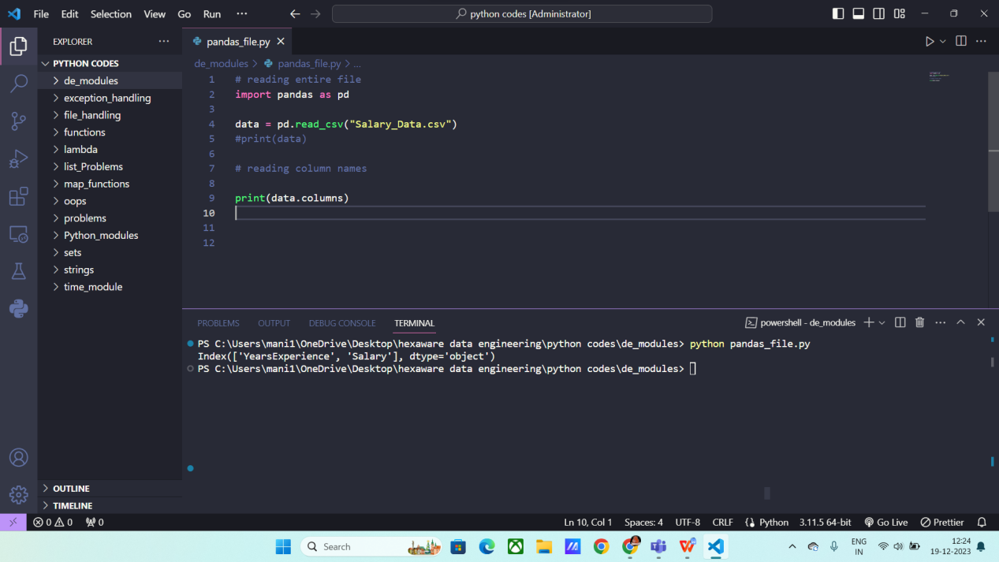 File Edit Selection View Go Run ··· python codes [Administrator]
EXPLORER ···
PYTHON CODES
de_modules
exception_handling
file_handling
functions
lambda
list_Problems
map_functions
oops
problems
Python_modules
sets
strings
time_module
OUTLINE
TIMELINE
pandas_file.py
de_modules > pandas_file.py > ...
1 # reading entire file
2 import pandas as pd
3
4 data = pd.read_csv("Salary_Data.csv")
5 #print(data)
6
7 # reading column names
8
9 print(data.columns)
10
11
12
PROBLEMS OUTPUT DEBUG CONSOLE TERMINAL powershell - de_modules
PS C:\Users\mani1\OneDrive\Desktop\hexaware data engineering\python codes\de_modules> python pandas_file.py
Index(['YearsExperience', 'Salary'], dtype='object')
PS C:\Users\mani1\OneDrive\Desktop\hexaware data engineering\python codes\de_modules>
0 0 0 Ln 10, Col 1 Spaces: 4 UTF-8 CRLF Python 3.11.5 64-bit Go Live Prettier
Search
ENG
IN
12:24
19-12-2023